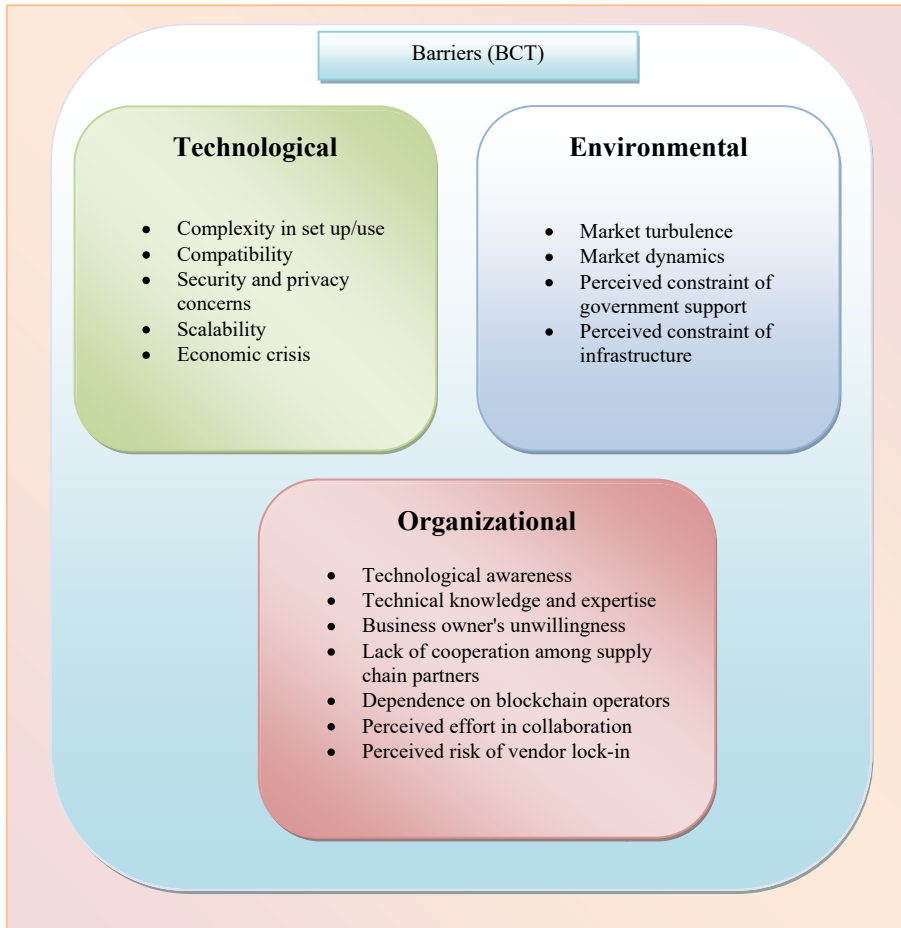 Barriers (BCT)
Technological
• Complexity in set up/use
• Compatibility
• Security and privacy
concerns
• Scalability
• Economic crisis
Environmental
• Market turbulence
• Market dynamics
• Perceived constraint of
government support
• Perceived constraint of
infrastructure
Organizational
• Technological awareness
• Technical knowledge and expertise
• Business owner's unwillingness
• Lack of cooperation among supply
chain partners
• Dependence on blockchain operators
• Perceived effort in collaboration
• Perceived risk of vendor lock-in